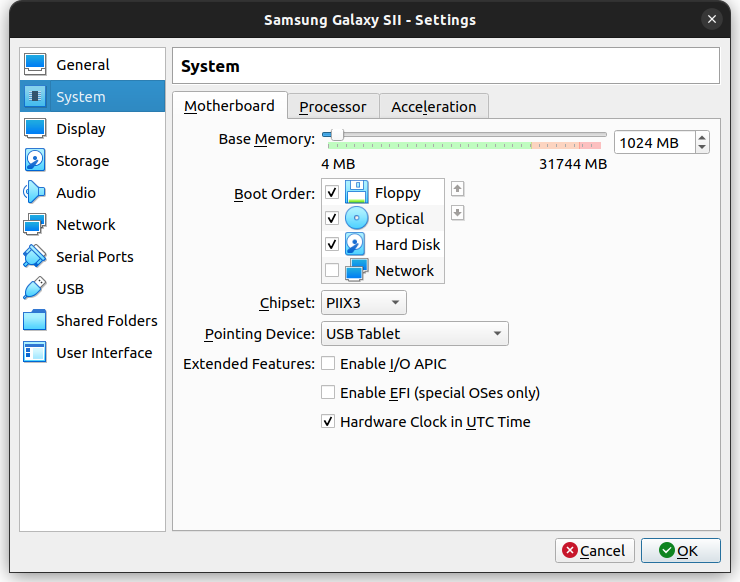 Samsung Galaxy SII - Settings
General
System
Display
Storage
Audio
Network
Serial Ports
USB
Shared Folders
User Interface
System
Motherboard Processor Acceleration
Base Memory: 1024 MB
4 MB 31744 MB
Boot Order: Floppy
Optical
Hard Disk
Network
Chipset: PIIX3
Pointing Device: USB Tablet
Extended Features: Enable I/O APIC
Enable EFI (special OSes only)
Hardware Clock in UTC Time
Cancel OK